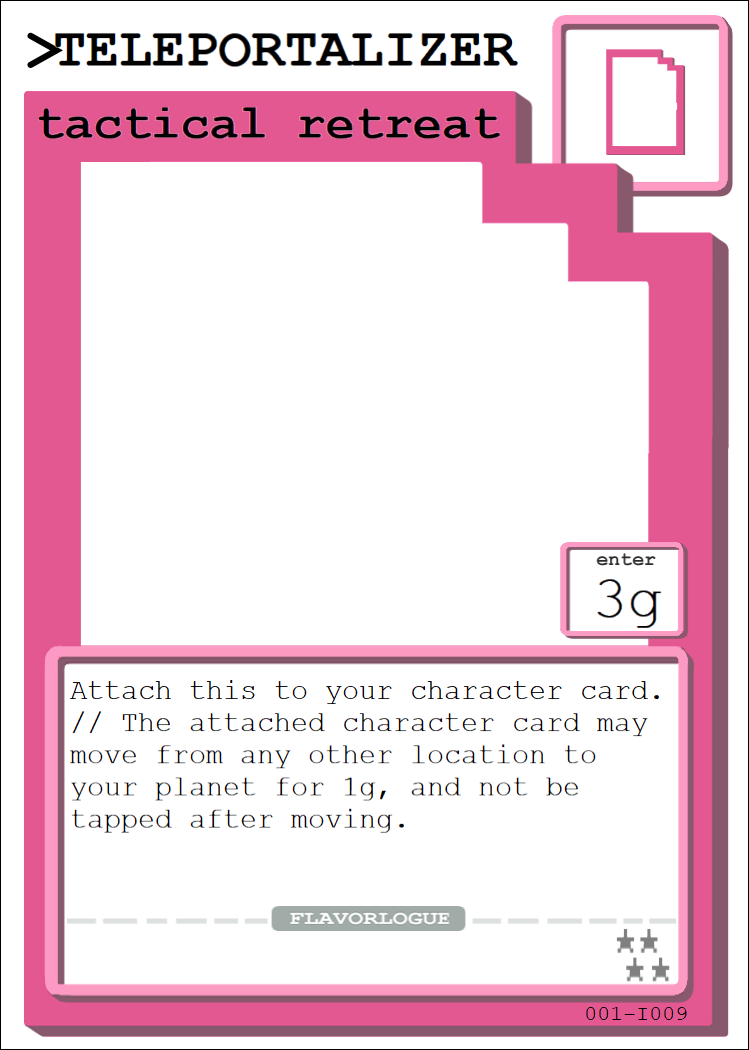 >TELEPORTALIZER
tactical retreat
enter
3g
Attach this to your character card.
// The attached character card may
move from any other location to
your planet for 1g, and not be
tapped after moving.
FLAVORLOGUE
001-I009